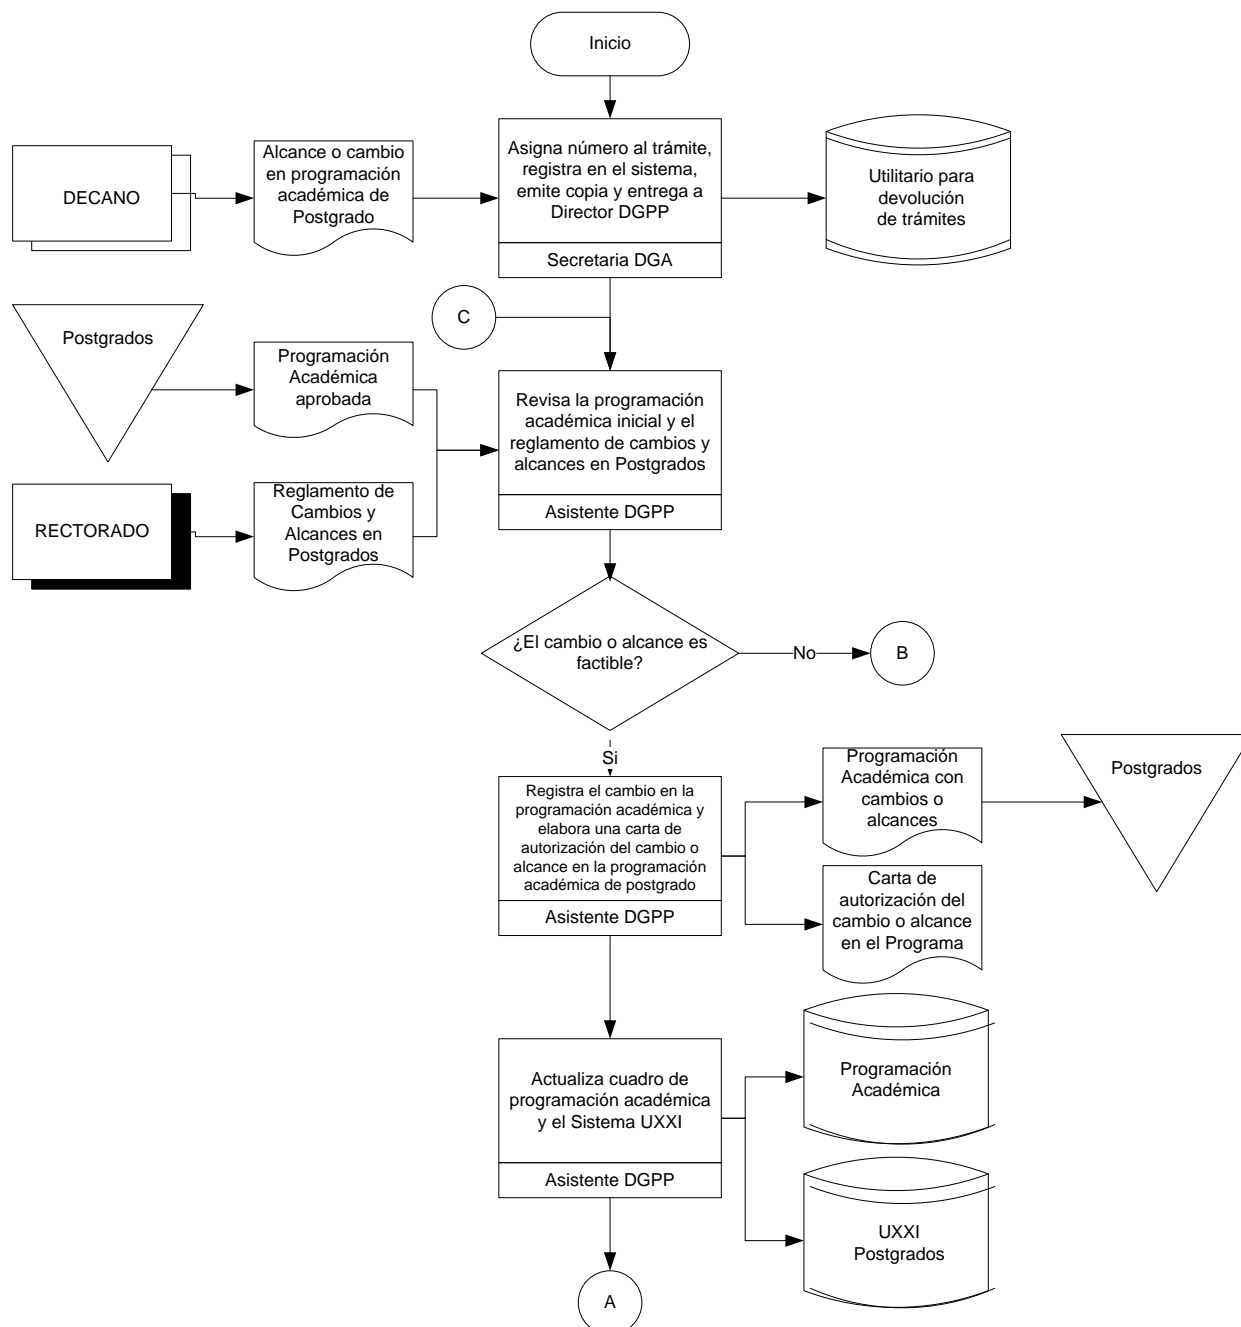 Inicio
DECANO
Alcance o cambio
en programación
académica de
Postgrado
Asigna número al trámite,
registra en el sistema,
emite copia y entrega a
Director DGPP
Secretaria DGA
Utilitario para
devolución
de trámites
C
Postgrados
Programación
Académica
aprobada
Revisa la programación
académica inicial y el
reglamento de cambios y
alcances en Postgrados
Asistente DGPP
RECTORADO
Reglamento de
Cambios y
Alcances en
Postgrados
¿El cambio o alcance es
factible?
No
B
Si
Registra el cambio en la
programación académica y
elabora una carta de
autorización del cambio o
alcance en la programación
académica de postgrado
Asistente DGPP
Programación
Académica con
cambios o
alcances
Postgrados
Carta de
autorización del
cambio o alcance
en el Programa
Actualiza cuadro de
programación académica
y el Sistema UXXI
Asistente DGPP
Programación
Académica
UXXI
Postgrados
A